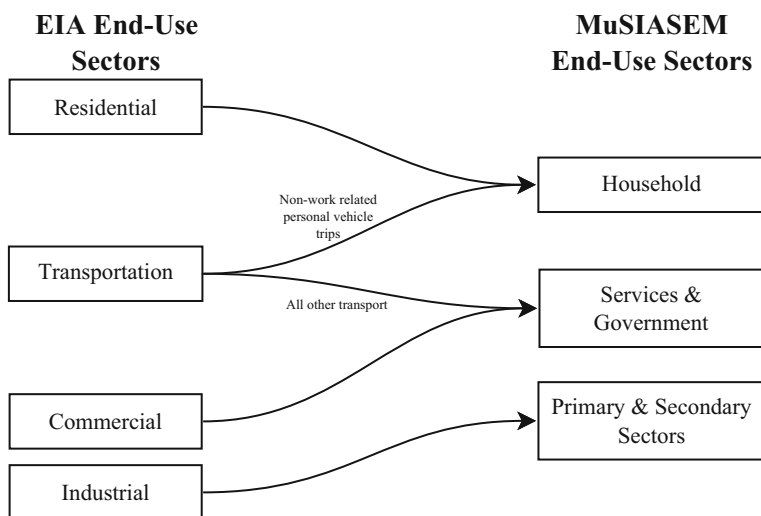 EIA End-Use
Sectors
MuSIASEM
End-Use Sectors
Residential
Household
Non-work related
personal vehicle
trips
Transportation
All other transport
Services &
Government
Commercial
Primary & Secondary
Sectors
Industrial